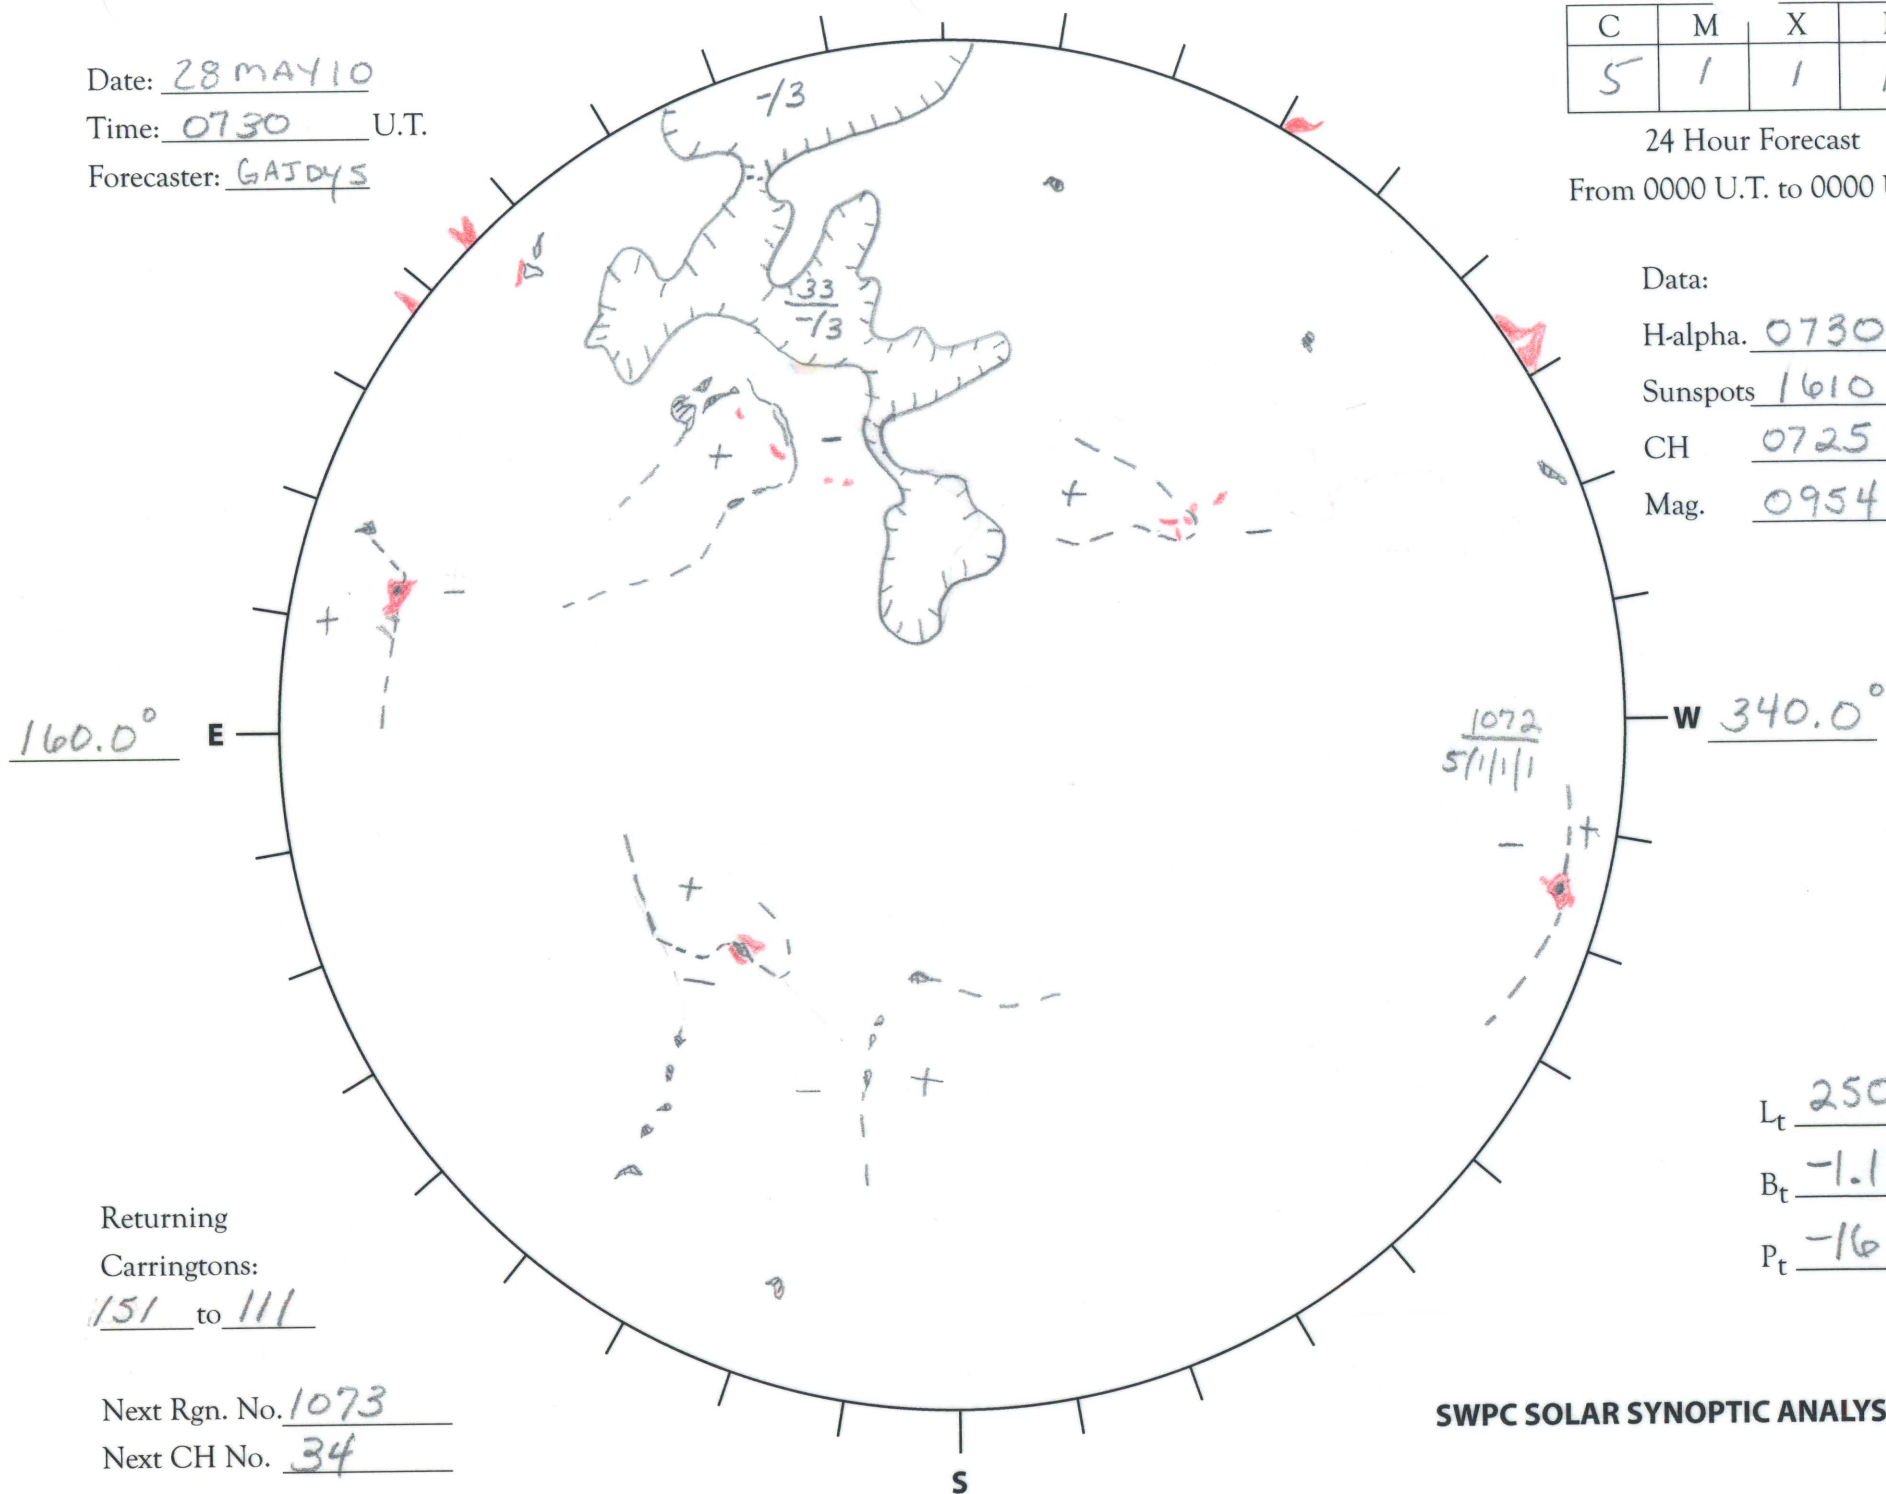 Date: 28 MAY 10
Time: 0730 U.T.
Forecaster: GAJDYS
C M X
5 1 1
24 Hour Forecast
From 0000 U.T. to 0000
Data:
H-alpha. 0730
Sunspots 1610
CH 0725
Mag. 0954
-/3
33
-/3
+
-
+
-
+
-
160.0° E
W 340.0°
1072
5/1/1/1
+
-
+
-
-
+
Lt 250
Bt -1.1
Pt -16
Returning
Carringtons:
151 to 111
Next Rgn. No. 1073
Next CH No. 34
SWPC SOLAR SYNOPTIC ANALYS
S